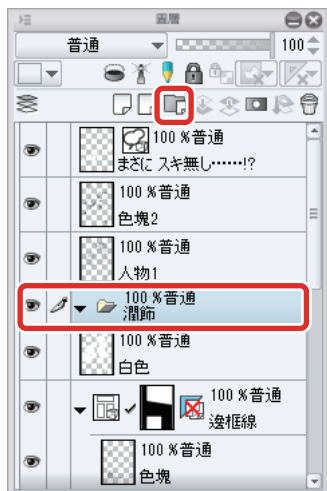 圖層
普通 100
100 %普通
まさに スキ無し……!?
100 %普通
色塊2
100 %普通
人物1
100 %普通
潤飾
100 %普通
白色
100 %普通
邊框線
100 %普通
色塊